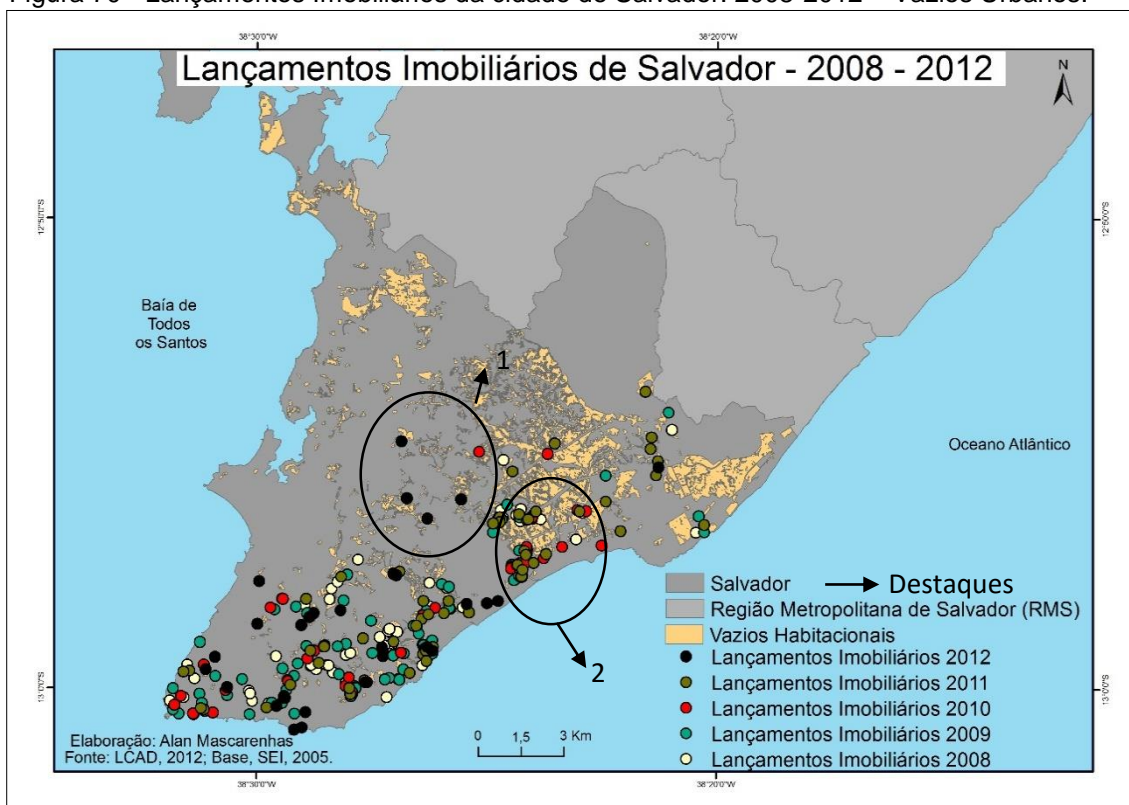 Figura 70 - Lançamentos Imobiliários da cidade de Salvador: 2008-2012 – Vazios Urbanos.
38°30'0"W
38°20'0"W
Lançamentos Imobiliários de Salvador - 2008 - 2012
N
12°50'0"S
12°50'0"S
Baía de
Todos
os Santos
1
Oceano Atlântico
Salvador
Destaques
Região Metropolitana de Salvador (RMS)
Vazios Habitacionais
2
Lançamentos Imobiliários 2012
Lançamentos Imobiliários 2011
13°0'0"S
13°0'0"S
Lançamentos Imobiliários 2010
Lançamentos Imobiliários 2009
Lançamentos Imobiliários 2008
0 1,5 3 Km
Elaboração: Alan Mascarenhas
Fonte: LCAD, 2012; Base, SEI, 2005.
38°30'0"W
38°20'0"W